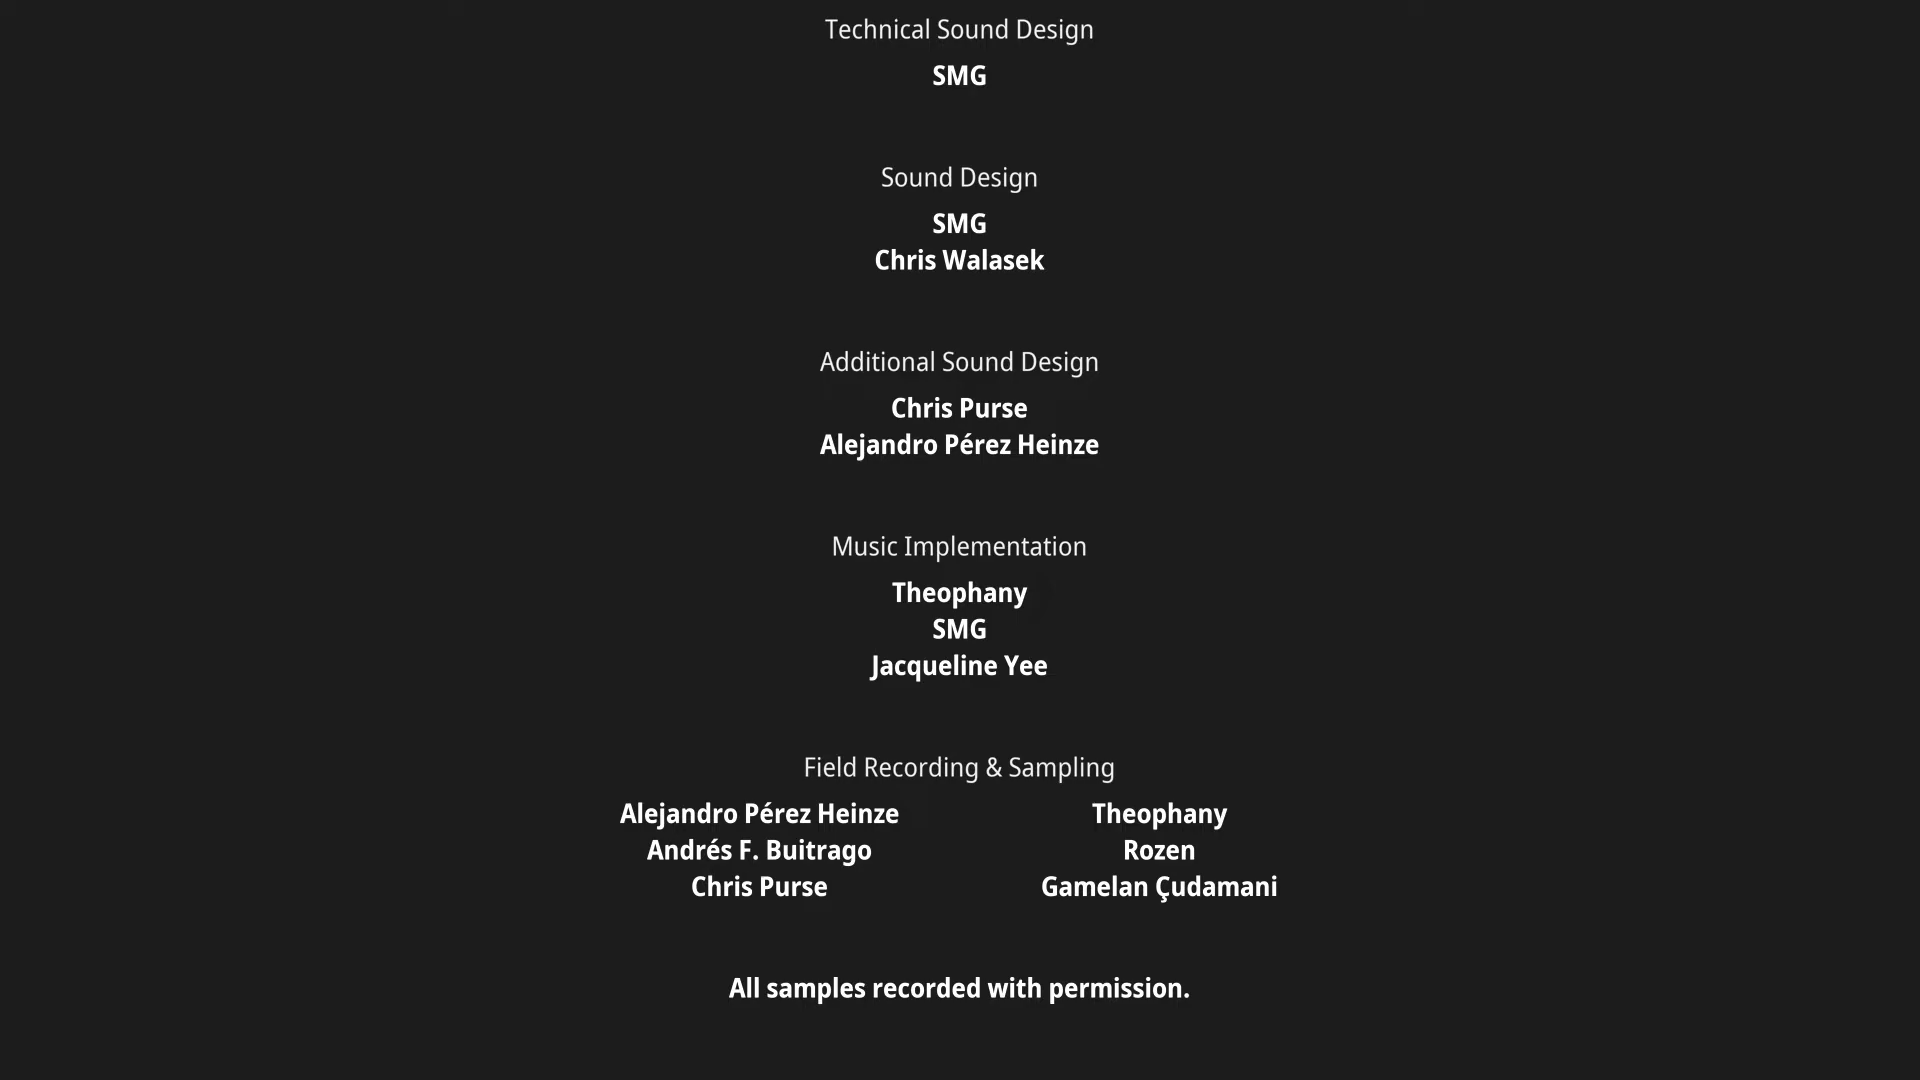 Technical Sound Design
SMG
Sound Design
SMG
Chris Walasek
Additional Sound Design
Chris Purse
Alejandro Pérez Heinze
Music Implementation
Theophany
SMG
Jacqueline Yee
Field Recording & Sampling
Alejandro Pérez Heinze
Andrés F. Buitrago
Chris Purse
Theophany
Rozen
Gamelan Çudamani
All samples recorded with permission.